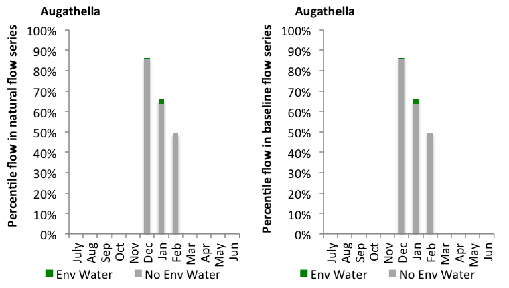 Augathella
Percentile flow in natural flow series
100%
90%
80%
70%
60%
50%
40%
30%
20%
10%
0%
July Aug Sep Oct Nov Dec Jan Feb Mar Apr May Jun
Env Water No Env Water
Augathella
Percentile flow in baseline flow series
100%
90%
80%
70%
60%
50%
40%
30%
20%
10%
0%
July Aug Sep Oct Nov Dec Jan Feb Mar Apr May Jun
Env Water No Env Water